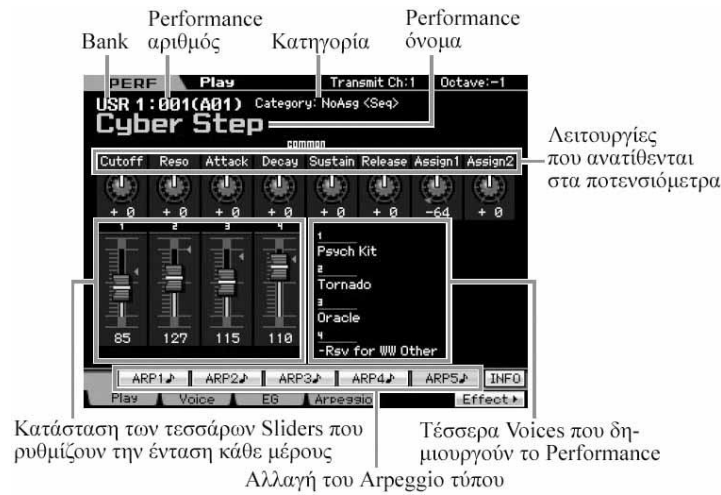 Performance
Performance
Bank
αριθμός
Κατηγορία
όνομα
PERF
Play
Transmit Ch:1
Octave:-1
USR 1:001(A01)
Category: NoAsg <Seq>
Cyber Step
common
Cutoff Reso Attack Decay Sustain Release Assign1 Assign2
Λειτουργίες
που ανατίθενται
στα ποτενσιόμετρα
+ 0 + 0 + 0 + 0 + 0 + 0 -64 + 0
1 2 3 4
1
Psych Kit
2
Tornado
3
Oracle
4
-Rsv for WW Other
85 127 115 110
ARP1♪ ARP2♪ ARP3♪ ARP4♪ ARP5♪ INFO
Play Voice EG Arpeggio Effect
Κατάσταση των τεσσάρων Sliders που
ρυθμίζουν την ένταση κάθε μέρους
Τέσσερα Voices που δη-
μιουργούν το Performance
Αλλαγή του Arpeggio τύπου